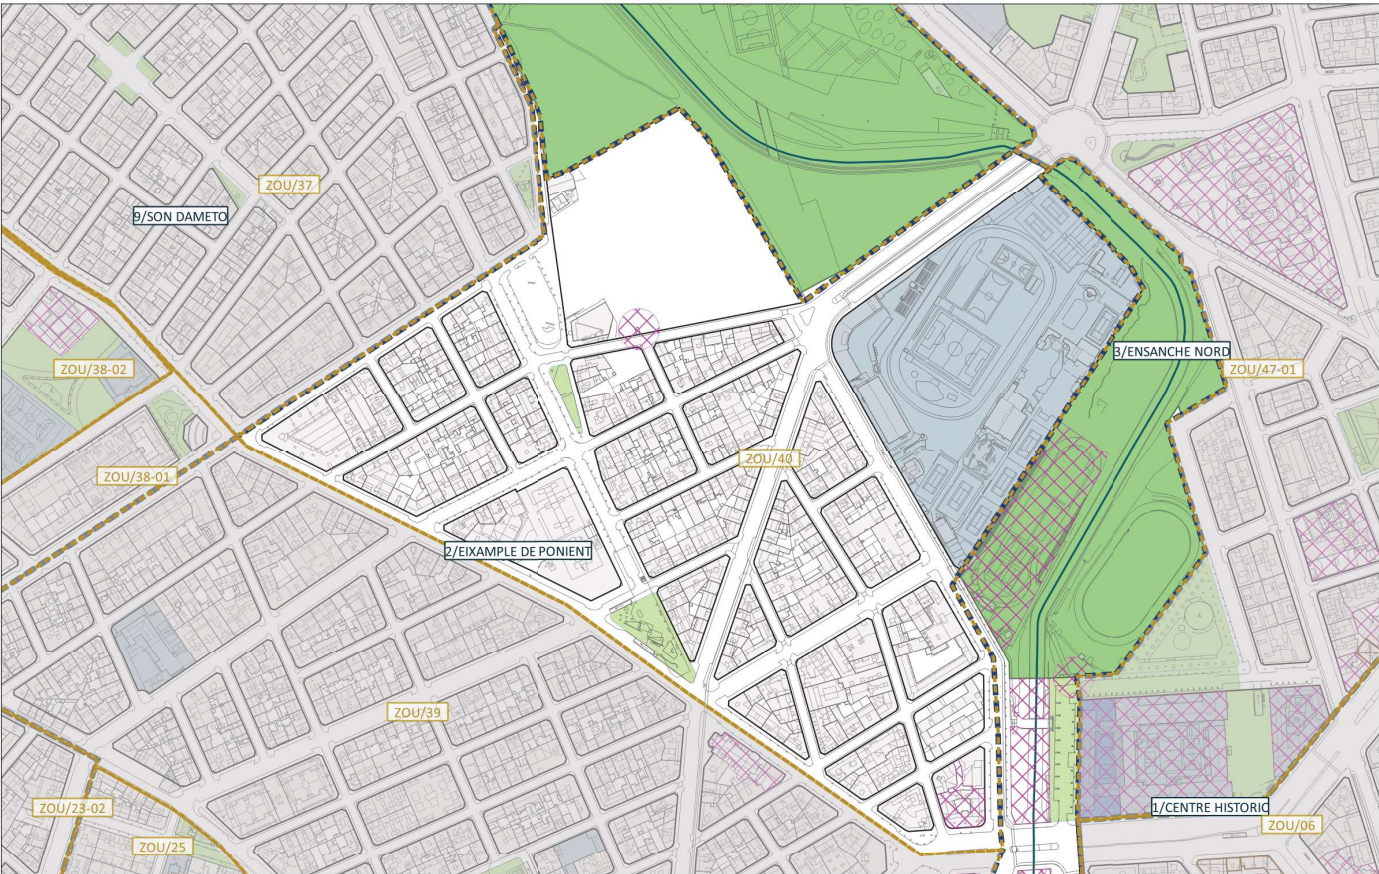 ZOU/37
9/SON DAMETO
3/ENSANCHE NORD
ZOU/38-02
ZOU/47-01
ZOU/40
ZOU/38-01
2/EIXAMPLE DE PONIENT
ZOU/39
ZOU/23-02
1/CENTRE HISTORIC
ZOU/06
ZOU/25